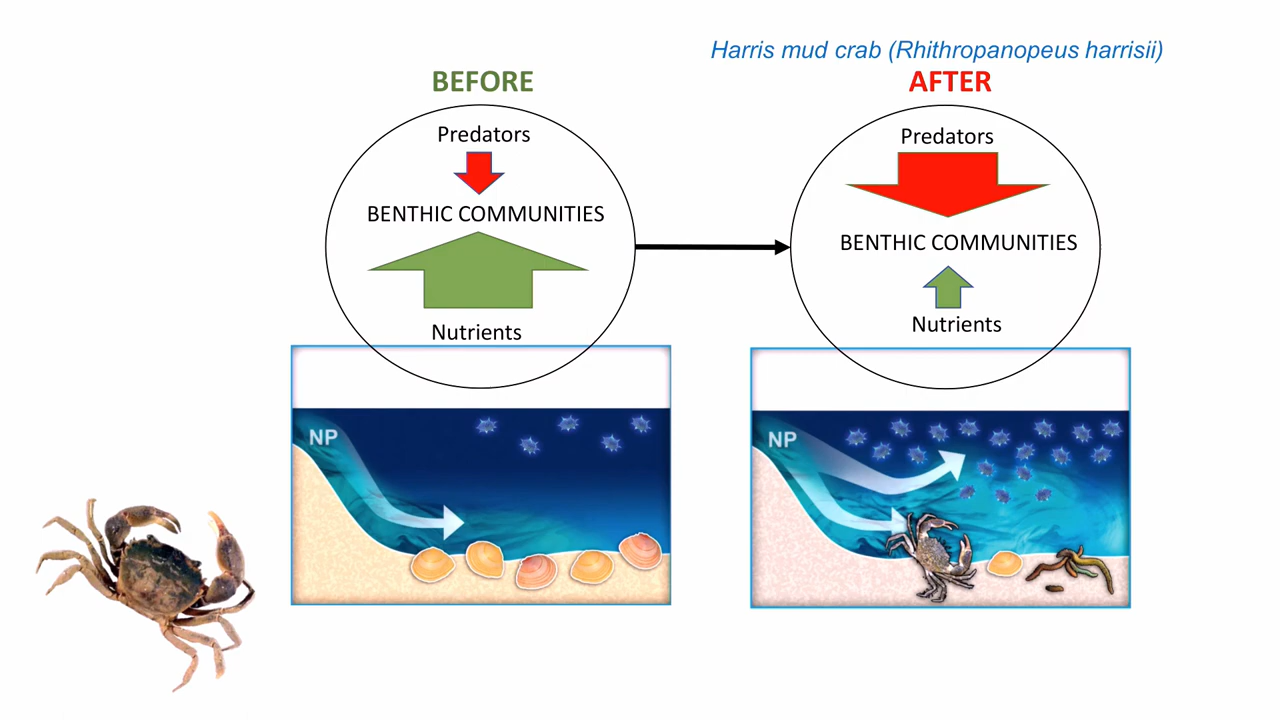 Harris mud crab (Rhithropanopeus harrisii)
BEFORE
AFTER
Predators
BENTHIC COMMUNITIES
Nutrients
Predators
BENTHIC COMMUNITIES
Nutrients
NP
NP